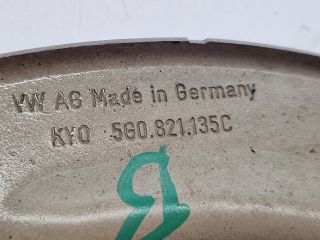 VW AG Made in Germany
KYO 5G0.821.135C